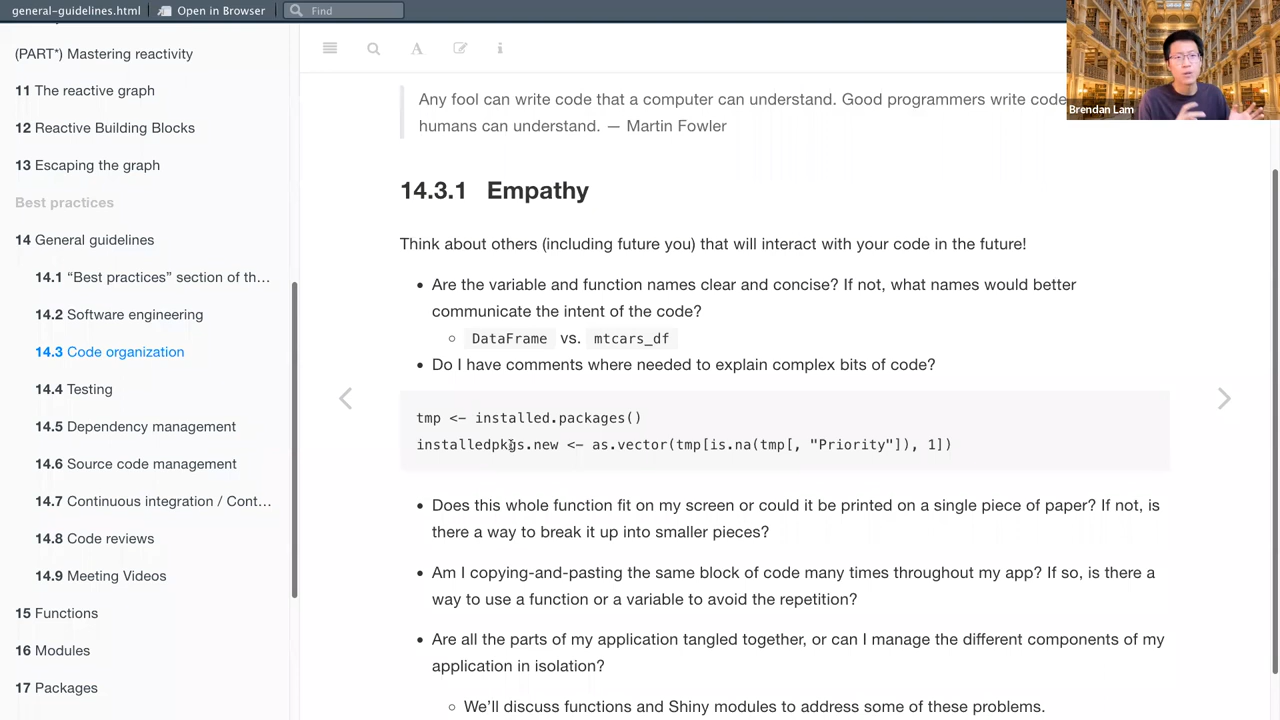 general-guidelines.html
Open in Browser
Find
(PART*) Mastering reactivity
11 The reactive graph
12 Reactive Building Blocks
13 Escaping the graph
Best practices
14 General guidelines
14.1 “Best practices” section of th…
14.2 Software engineering
14.3 Code organization
14.4 Testing
14.5 Dependency management
14.6 Source code management
14.7 Continuous integration / Cont…
14.8 Code reviews
14.9 Meeting Videos
15 Functions
16 Modules
17 Packages
Any fool can write code that a computer can understand. Good programmers write code
humans can understand. — Martin Fowler
14.3.1 Empathy
Think about others (including future you) that will interact with your code in the future!
• Are the variable and function names clear and concise? If not, what names would better
communicate the intent of the code?
DataFrame vs. mtcars_df
• Do I have comments where needed to explain complex bits of code?
tmp <- installed.packages()
installedpkgs.new <- as.vector(tmp[is.na(tmp[, "Priority"]), 1])
• Does this whole function fit on my screen or could it be printed on a single piece of paper? If not, is
there a way to break it up into smaller pieces?
• Am I copying-and-pasting the same block of code many times throughout my app? If so, is there a
way to use a function or a variable to avoid the repetition?
• Are all the parts of my application tangled together, or can I manage the different components of my
application in isolation?
We’ll discuss functions and Shiny modules to address some of these problems.
Brendan Lam